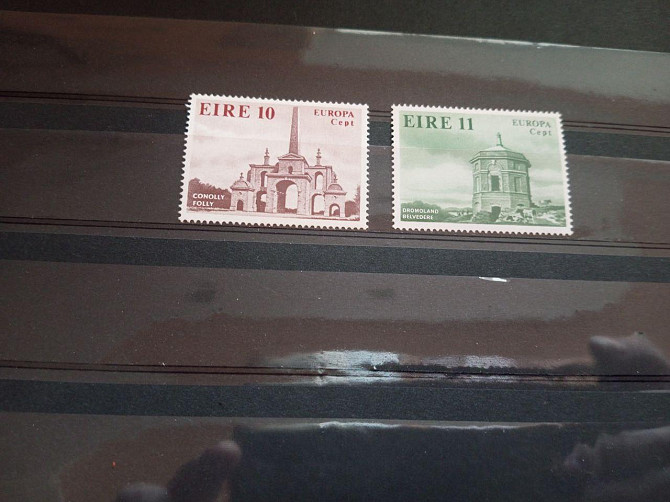 EIRE 10
EUROPA
Cept
CONOLLY
FOLLY
EIRE 11
EUROPA
Cept
DROMOLAND
BELVEDERE